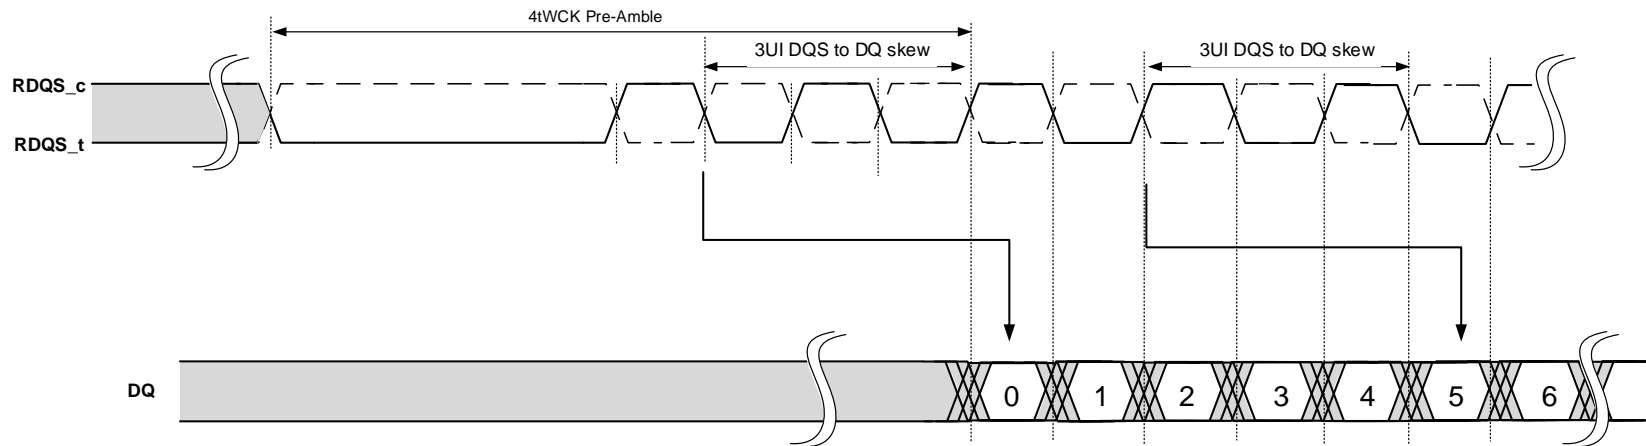 4tWCK Pre-Amble
3UI DQS to DQ skew
3UI DQS to DQ skew
RDQS_c
RDQS_t
DQ
0 1 2 3 4 5 6